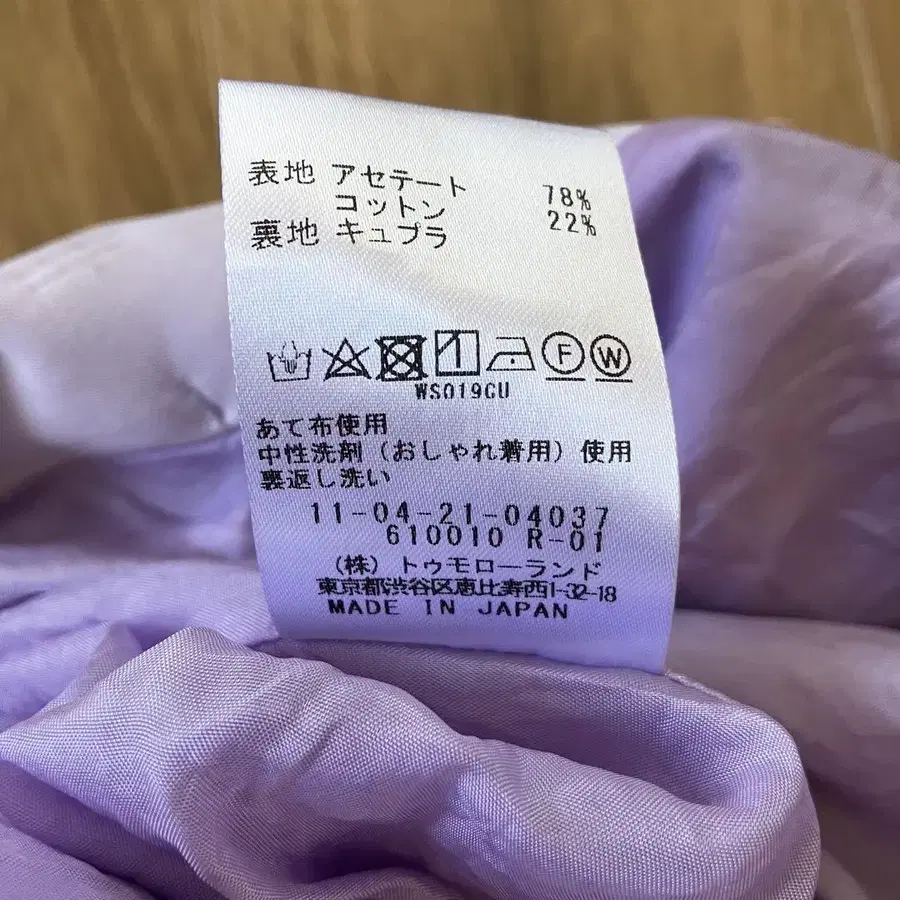 表地 アセテート 78%
コットン 22%
裏地 キュプラ
F W
WS019CU
あて布使用
中性洗剤(おしゃれ着用)使用
裏返し洗い
11-04-21-04037
610010 R-01
(株)トゥモローランド
東京都渋谷区恵比寿西1-32-18
MADE IN JAPAN